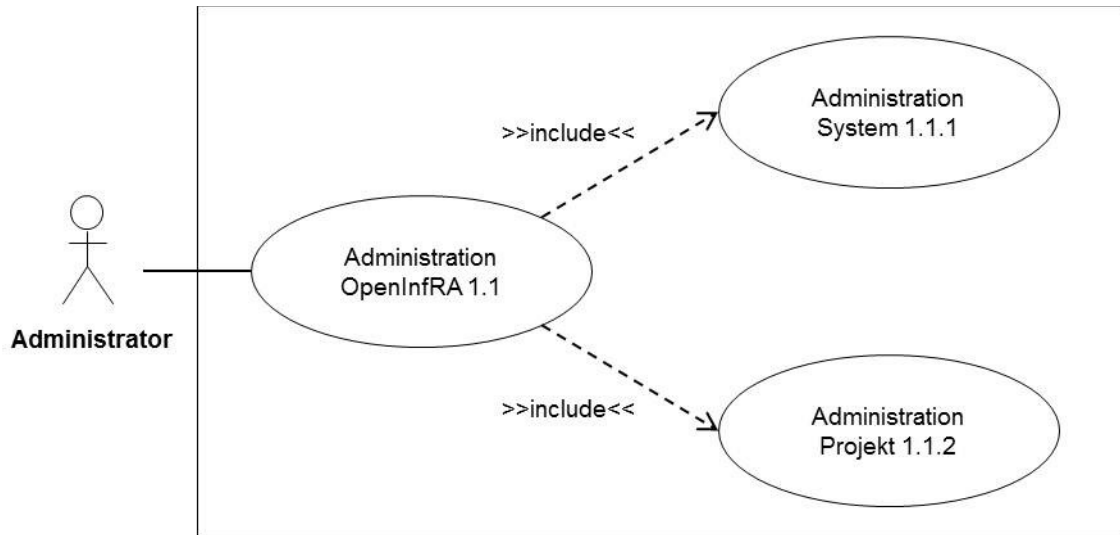 Administration
System 1.1.1
>>include<<
Administration
OpenInfRA 1.1
Administrator
>>include<<
Administration
Projekt 1.1.2